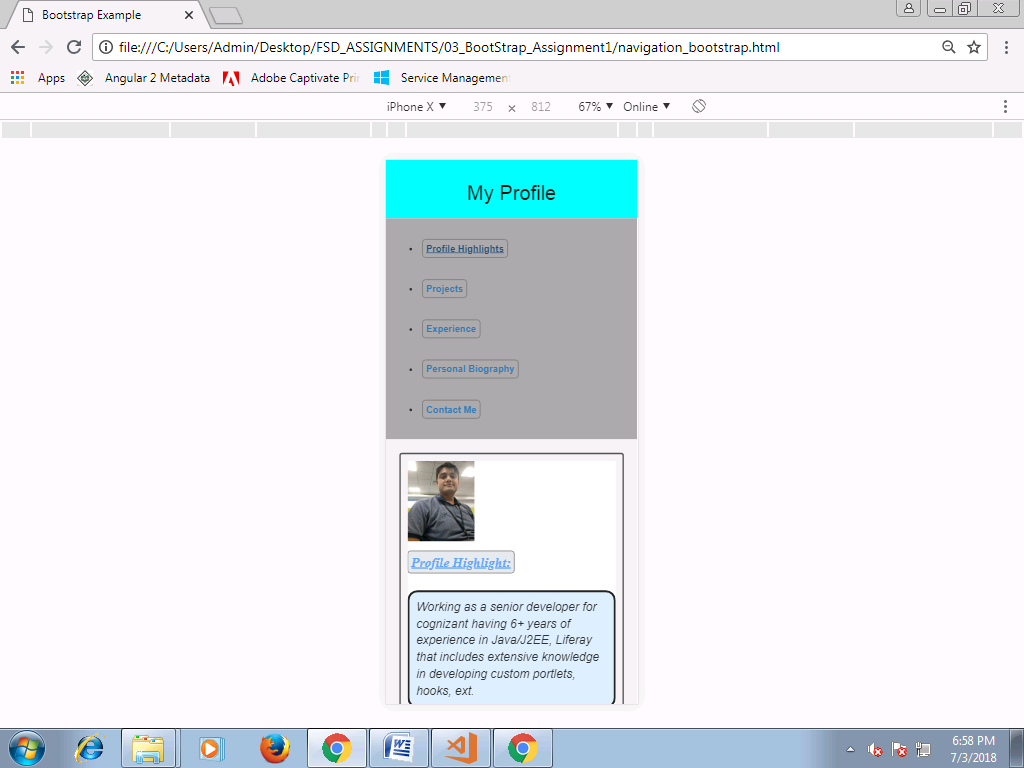 Bootstrap Example
file:///C:/Users/Admin/Desktop/FSD_ASSIGNMENTS/03_BootStrap_Assignment1/navigation_bootstrap.html
Apps Angular 2 Metadata Adobe Captivate Pri Service Managemen
iPhone X 375 x 812 67% Online
My Profile
Profile Highlights
Projects
Experience
Personal Biography
Contact Me
Profile Highlight:
Working as a senior developer for
cognizant having 6+ years of
experience in Java/J2EE, Liferay
that includes extensive knowledge
in developing custom portlets,
hooks, ext.
6:58 PM
7/3/2018